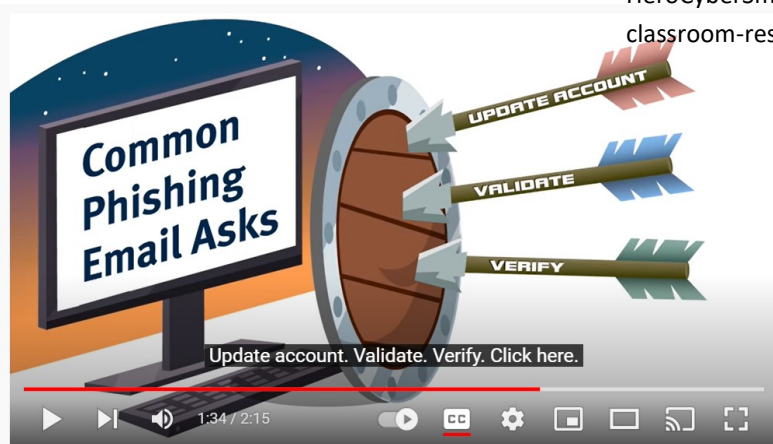 classroom-res
Common
Phishing
Email Asks
UPDATE ACCOUNT
VALIDATE
VERIFY
Update account. Validate. Verify. Click here.
1:34 / 2:15
CC